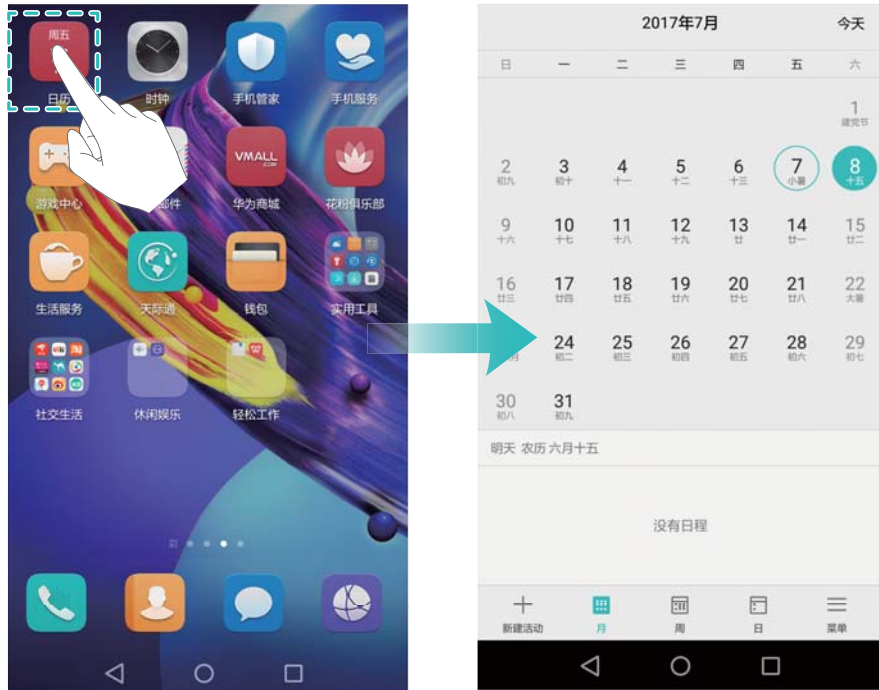 周五
日历 时钟 手机管家 手机服务
VMALL
.COM
游戏中心 邮件 华为商城 花粉俱乐部
生活服务 天际通 钱包 实用工具
社交生活 休闲娱乐 轻松工作
2017年7月 今天
日 一 二 三 四 五 六
1
建党节
2 3 4 5 6 7 8
初九 初十 十一 十二 十三 小暑 十五
9 10 11 12 13 14 15
十六 十七 十八 十九 廿 廿一 廿二
16 17 18 19 20 21 22
廿三 廿四 廿五 廿六 廿七 廿八 大暑
24 25 26 27 28 29
月 初二 初三 初四 初五 初六 初七
30 31
初八 初九
明天 农历 六月十五
没有日程
新建活动 月 周 日 菜单